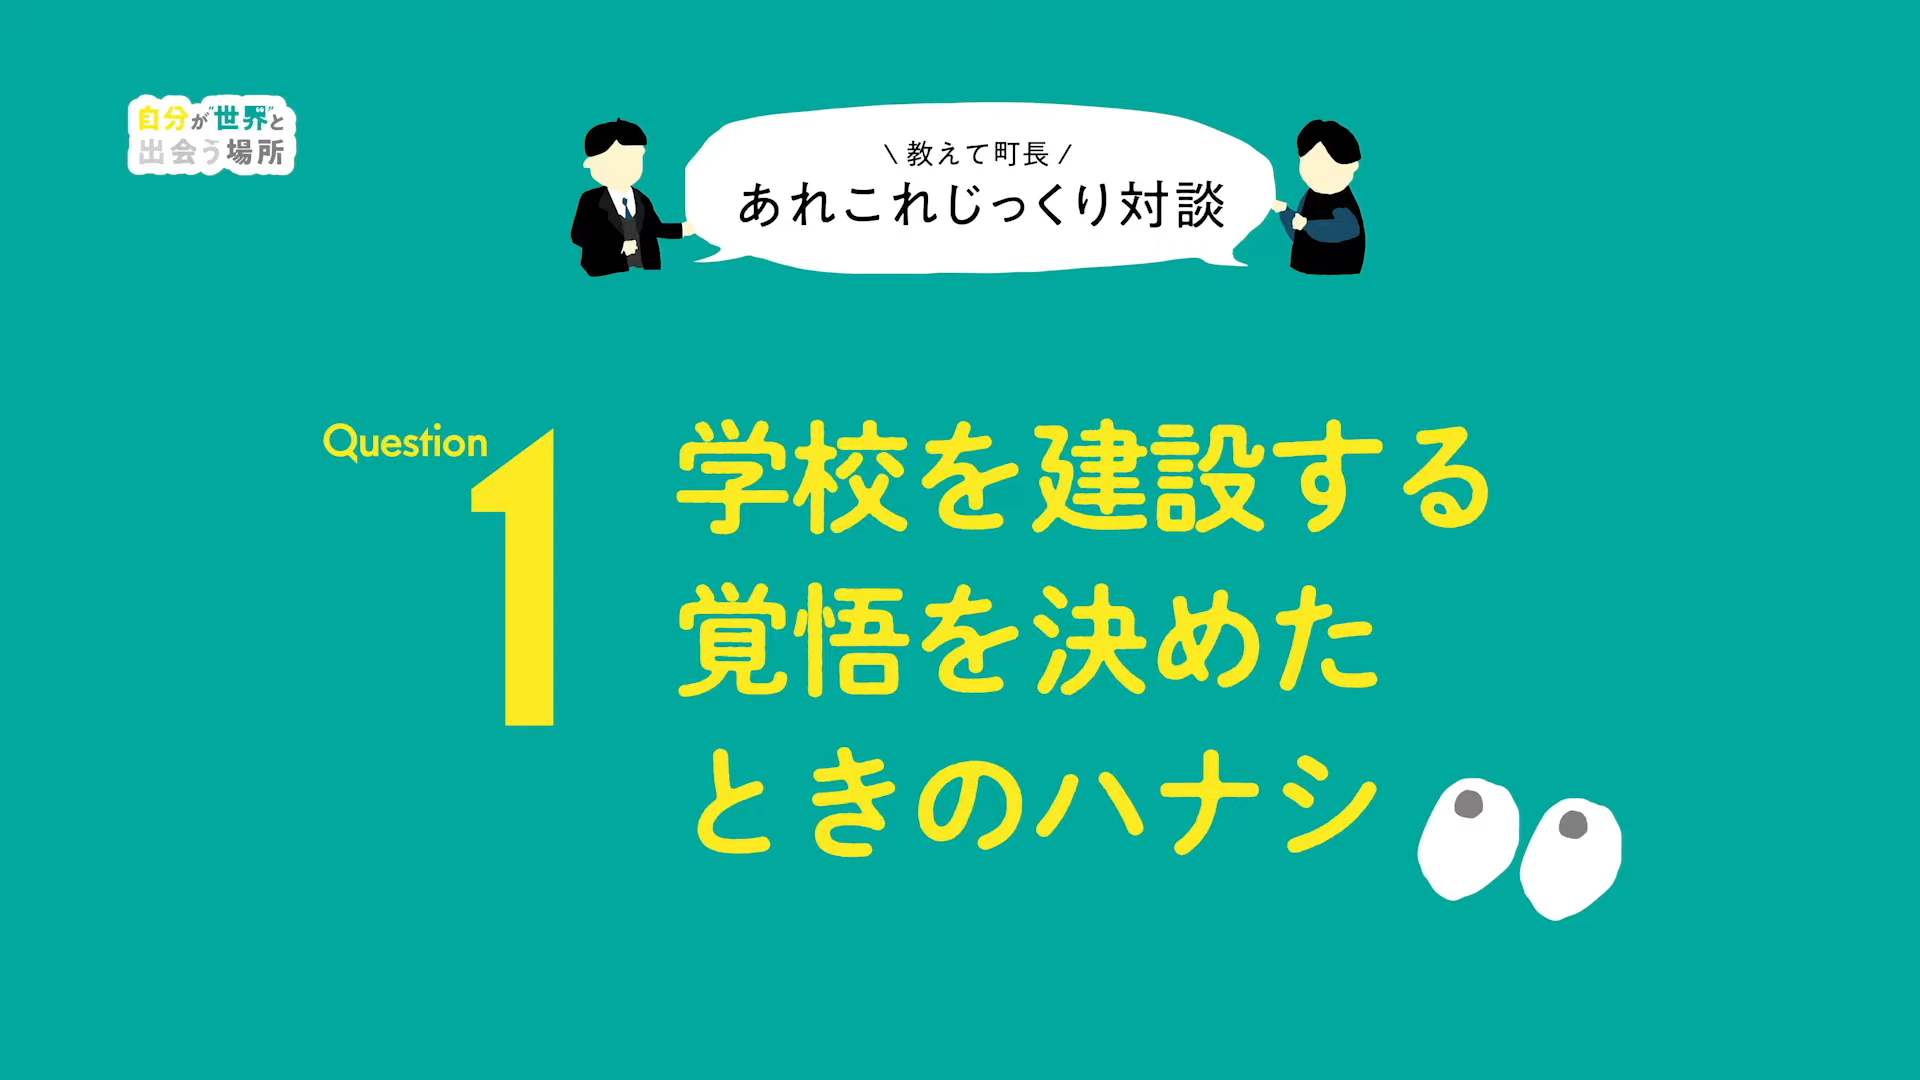 自分が“世界”と
出会う場所
\ 教えて町長 /
あれこれじっくり対談
Question
1
学校を建設する
覚悟を決めた
ときのハナシ